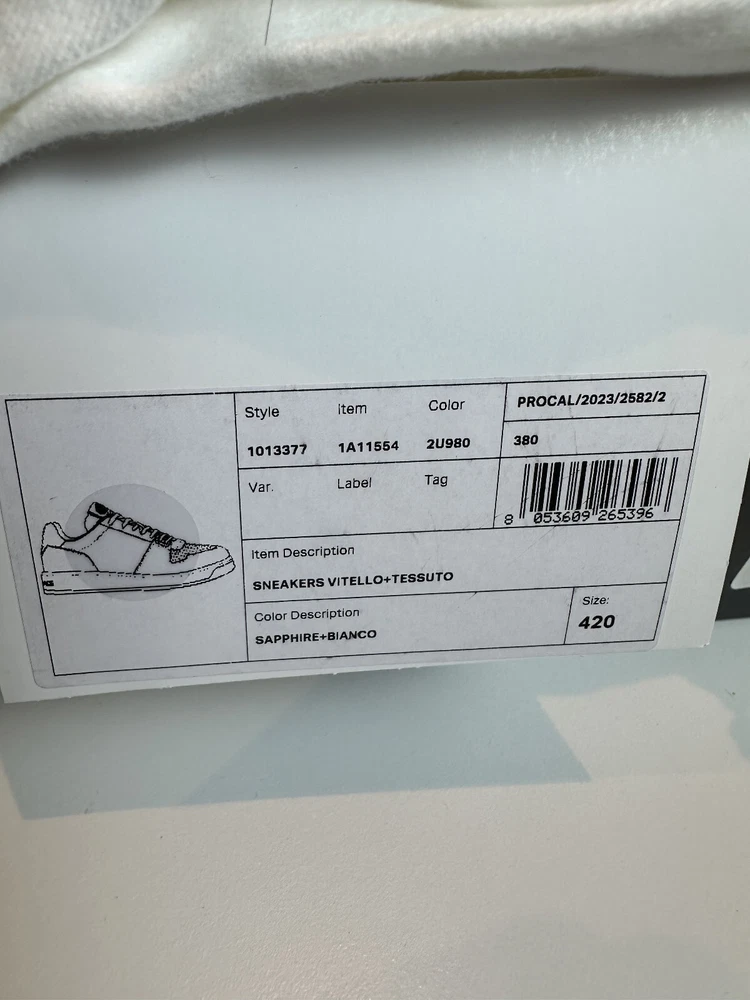 Style Item Color
1013377 1A11554 2U980
PROCAL/2023/2582/2
380
Var. Label Tag
8 053609 265396
Item Description
SNEAKERS VITELLO+TESSUTO
Color Description
SAPPHIRE+BIANCO
Size:
420